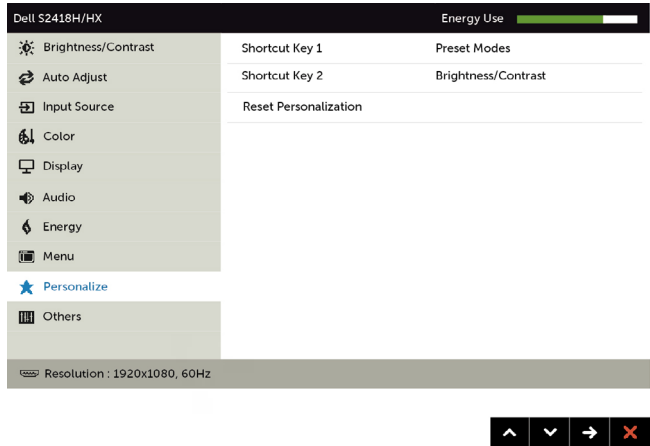 Dell S2418H/HX Energy Use
Brightness/Contrast
Auto Adjust
Input Source
Color
Display
Audio
Energy
Menu
Personalize
Others
Shortcut Key 1 Preset Modes
Shortcut Key 2 Brightness/Contrast
Reset Personalization
Resolution : 1920x1080, 60Hz